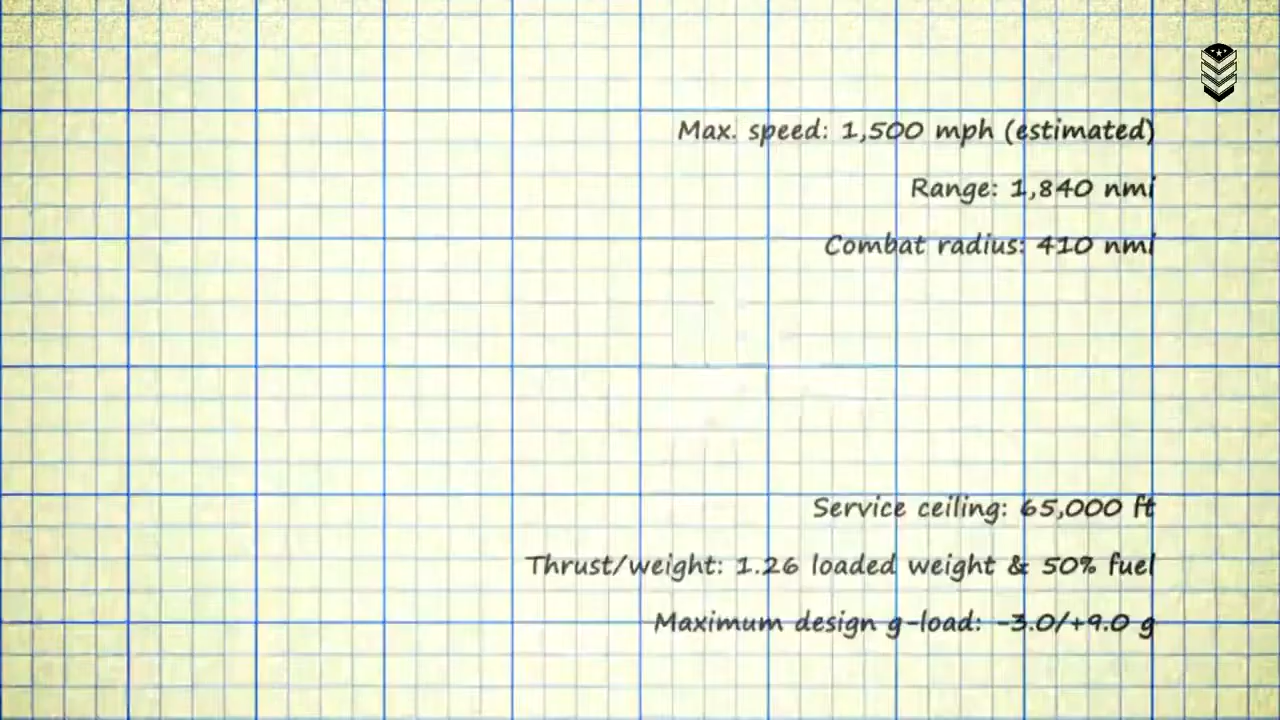 Max. speed: 1,500 mph (estimated)
Range: 1,840 nmi
Combat radius: 410 nmi
Service ceiling: 65,000 ft
Thrust/weight: 1.26 loaded weight & 50% fuel
Maximum design g-load: -3.0/+9.0 g